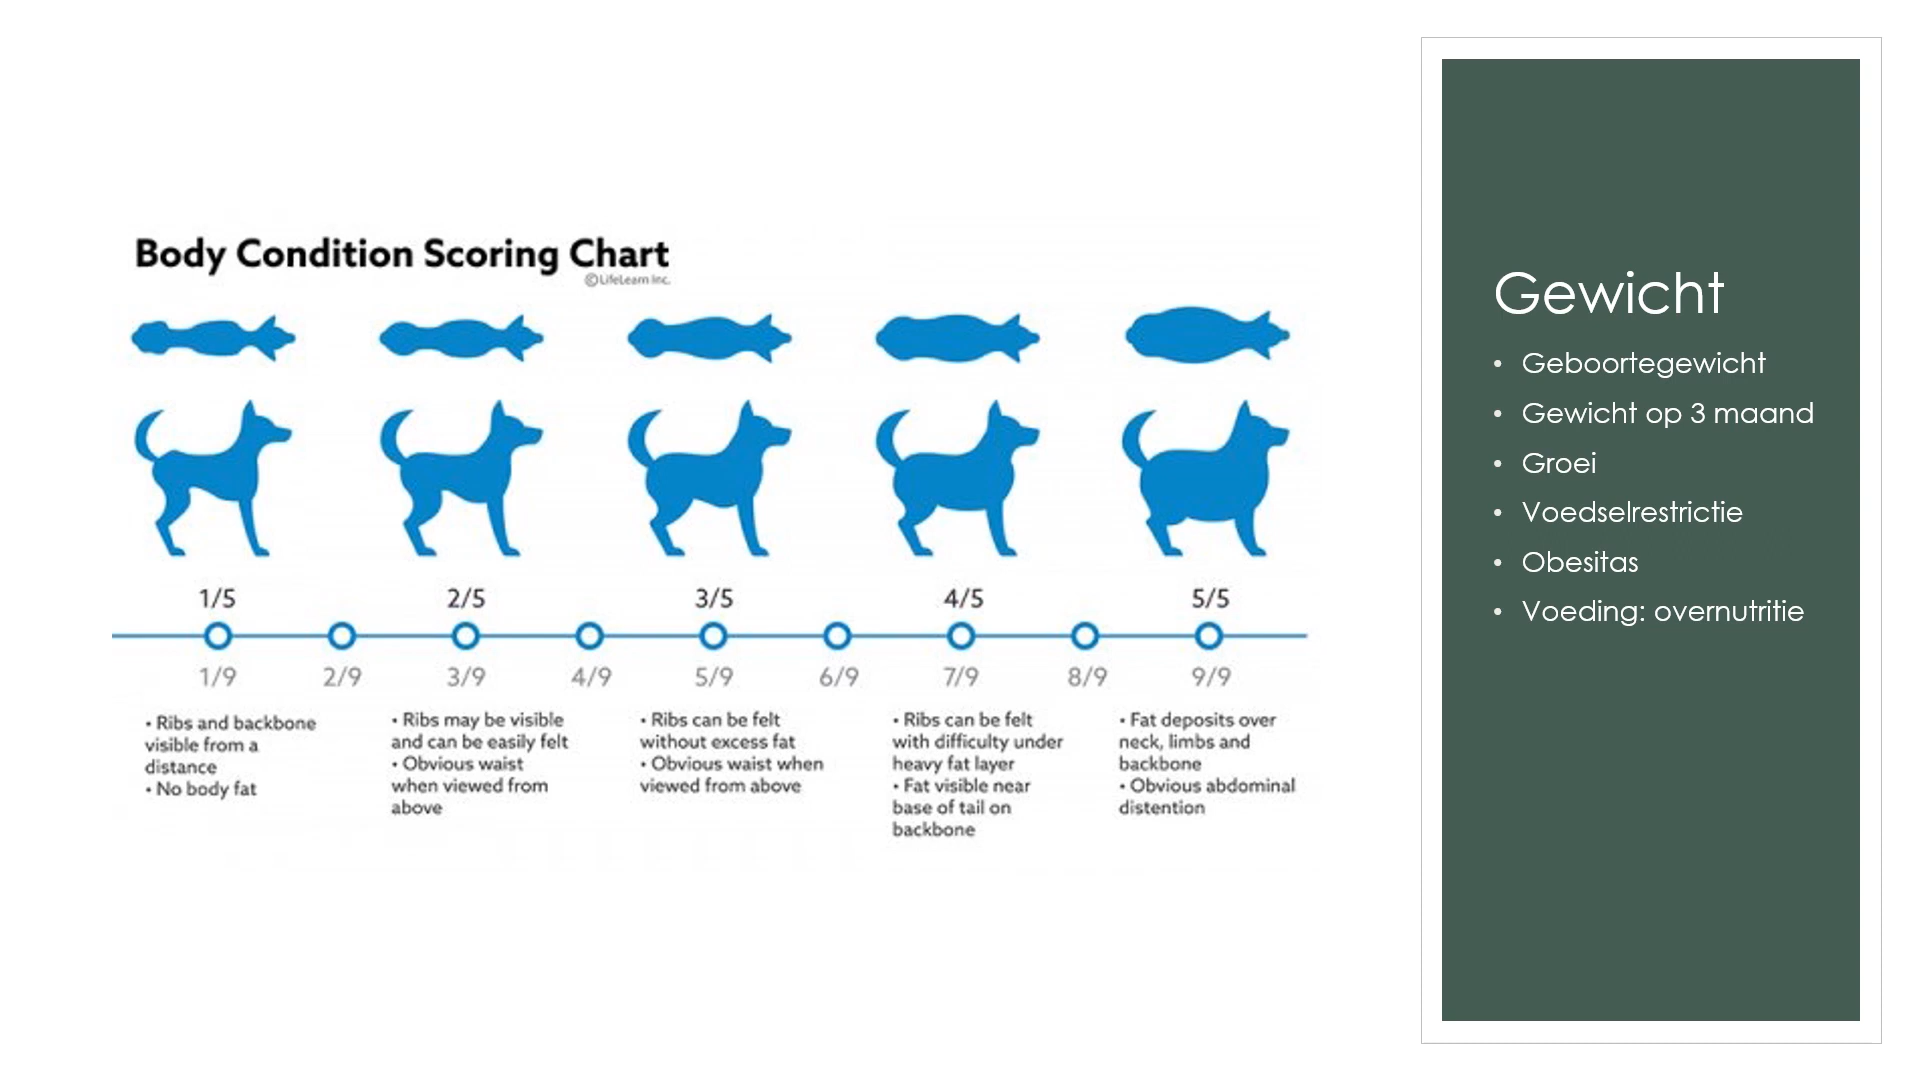 Body Condition Scoring Chart
©LifeLearn Inc.
1/5
2/5
3/5
4/5
5/5
1/9
2/9
3/9
4/9
5/9
6/9
7/9
8/9
9/9
• Ribs and backbone
visible from a
distance
• No body fat
• Ribs may be visible
and can be easily felt
• Obvious waist
when viewed from
above
• Ribs can be felt
without excess fat
• Obvious waist when
viewed from above
• Ribs can be felt
with difficulty under
heavy fat layer
• Fat visible near
base of tail on
backbone
• Fat deposits over
neck, limbs and
backbone
• Obvious abdominal
distention
Gewicht
• Geboortegewicht
• Gewicht op 3 maand
• Groei
• Voedselrestrictie
• Obesitas
• Voeding: overnutritie